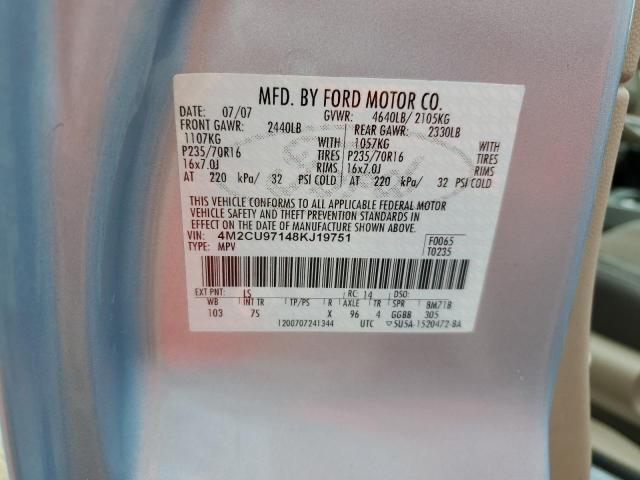 MFD. BY FORD MOTOR CO.
DATE: 07/07 GVWR: 4640LB/ 2105KG
FRONT GAWR: 2440LB REAR GAWR: 2330LB
1107KG WITH 1057KG WITH
P235/70R16 TIRES P235/70R16 TIRES
16x7.0J RIMS 16x7.0J RIMS
AT 220 kPa/ 32 PSI COLD AT 220 kPa/ 32 PSI COLD
THIS VEHICLE CONFORMS TO ALL APPLICABLE FEDERAL MOTOR
VEHICLE SAFETY AND THEFT PREVENTION STANDARDS IN
EFFECT ON THE DATE OF MANUFACTURE SHOWN ABOVE.
VIN: 4M2CU97148KJ19751 F0065
TYPE: MPV T0235
EXT PNT: LS RC: 14 DSO:
WB INT TR TP/PS R AXLE TR SPR BM71B
103 7S X 96 4 GGBB 305
1200707241344 UTC 5U5A-1520472-BA